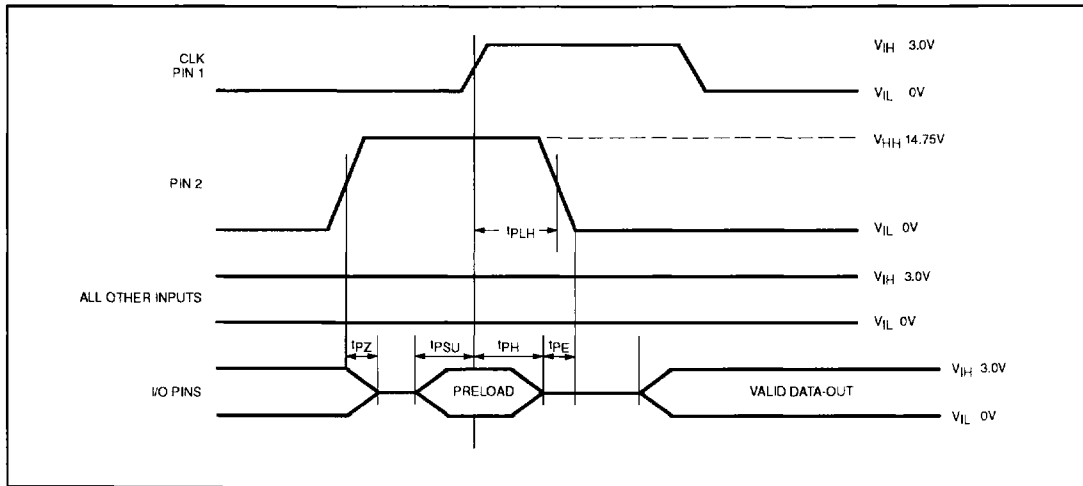 CLK
PIN 1
VIH 3.0V
VIL 0V
PIN 2
VHH 14.75V
tPLH
VIL 0V
ALL OTHER INPUTS
VIH 3.0V
VIL 0V
tPZ tPSU tPH tPE
I/O PINS
PRELOAD
VALID DATA-OUT
VIH 3.0V
VIL 0V